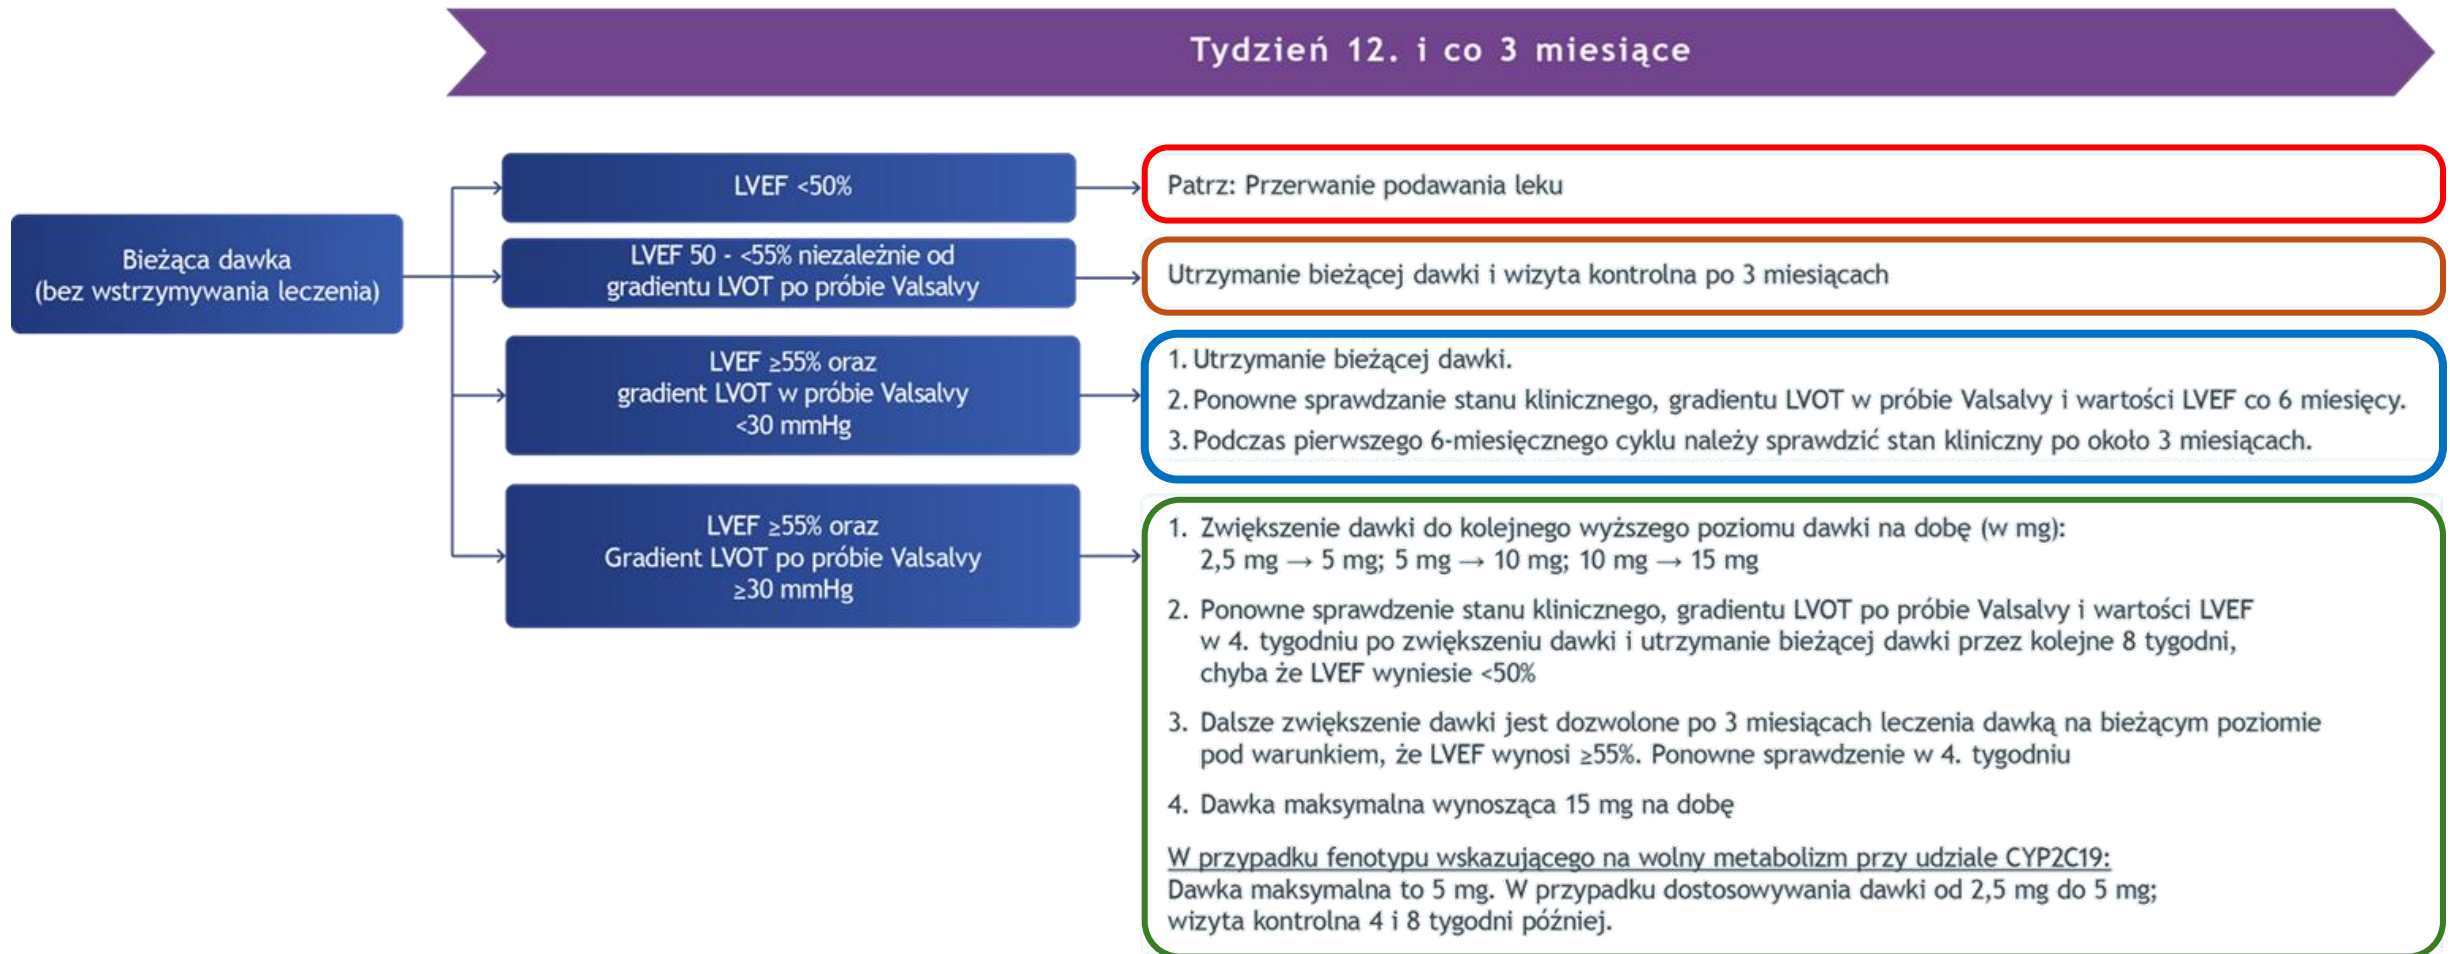 Tydzień 12. i co 3 miesiące
Bieżąca dawka
(bez wstrzymywania leczenia)
LVEF <50%
Patrz: Przerwanie podawania leku
LVEF 50 - <55% niezależnie od
gradientu LVOT po próbie Valsalvy
Utrzymanie bieżącej dawki i wizyta kontrolna po 3 miesiącach
LVEF ≥55% oraz
gradient LVOT w próbie Valsalvy
<30 mmHg
1. Utrzymanie bieżącej dawki.
2. Ponowne sprawdzanie stanu klinicznego, gradientu LVOT w próbie Valsalvy i wartości LVEF co 6 miesięcy.
3. Podczas pierwszego 6-miesięcznego cyklu należy sprawdzić stan kliniczny po około 3 miesiącach.
LVEF ≥55% oraz
Gradient LVOT po próbie Valsalvy
≥30 mmHg
1. Zwiększenie dawki do kolejnego wyższego poziomu dawki na dobę (w mg):
2,5 mg → 5 mg; 5 mg → 10 mg; 10 mg → 15 mg
2. Ponowne sprawdzenie stanu klinicznego, gradientu LVOT po próbie Valsalvy i wartości LVEF
w 4. tygodniu po zwiększeniu dawki i utrzymanie bieżącej dawki przez kolejne 8 tygodni,
chyba że LVEF wyniesie <50%
3. Dalsze zwiększenie dawki jest dozwolone po 3 miesiącach leczenia dawką na bieżącym poziomie
pod warunkiem, że LVEF wynosi ≥55%. Ponowne sprawdzenie w 4. tygodniu
4. Dawka maksymalna wynosząca 15 mg na dobę
W przypadku fenotypu wskazującego na wolny metabolizm przy udziale CYP2C19:
Dawka maksymalna to 5 mg. W przypadku dostosowywania dawki od 2,5 mg do 5 mg;
wizyta kontrolna 4 i 8 tygodni później.